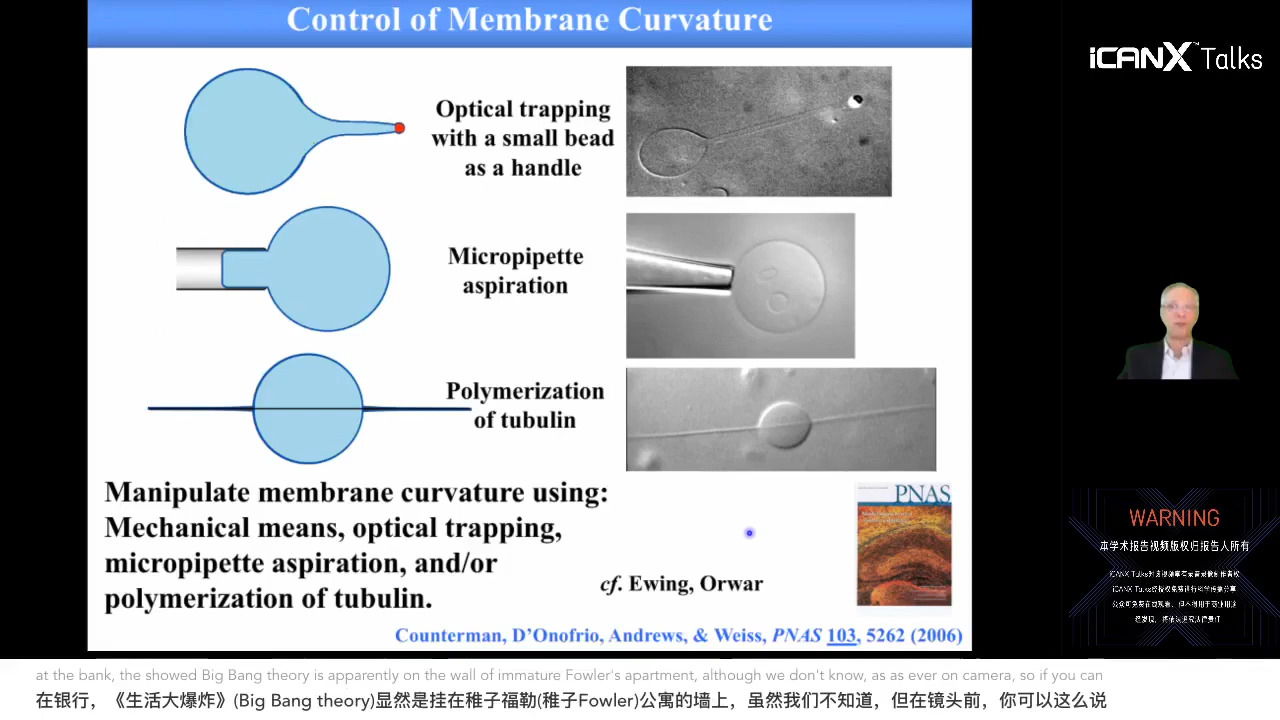 Control of Membrane Curvature
iCANX Talks
Optical trapping
with a small bead
as a handle
Micropipette
aspiration
Polymerization
of tubulin
Manipulate membrane curvature using:
Mechanical means, optical trapping,
micropipette aspiration, and/or
polymerization of tubulin.
cf. Ewing, Orwar
PNAS
Counterman, D’Onofrio, Andrews, & Weiss, PNAS 103, 5262 (2006)
WARNING
本学术报告视频版权归报告人所有
at the bank, the showed Big Bang theory is apparently on the wall of immature Fowler's apartment, although we don't know, as as ever on camera, so if you can
在银行，《生活大爆炸》(Big Bang theory)显然是挂在稚子福勒(稚子Fowler)公寓的墙上，虽然我们不知道，但在镜头前，你可以这么说